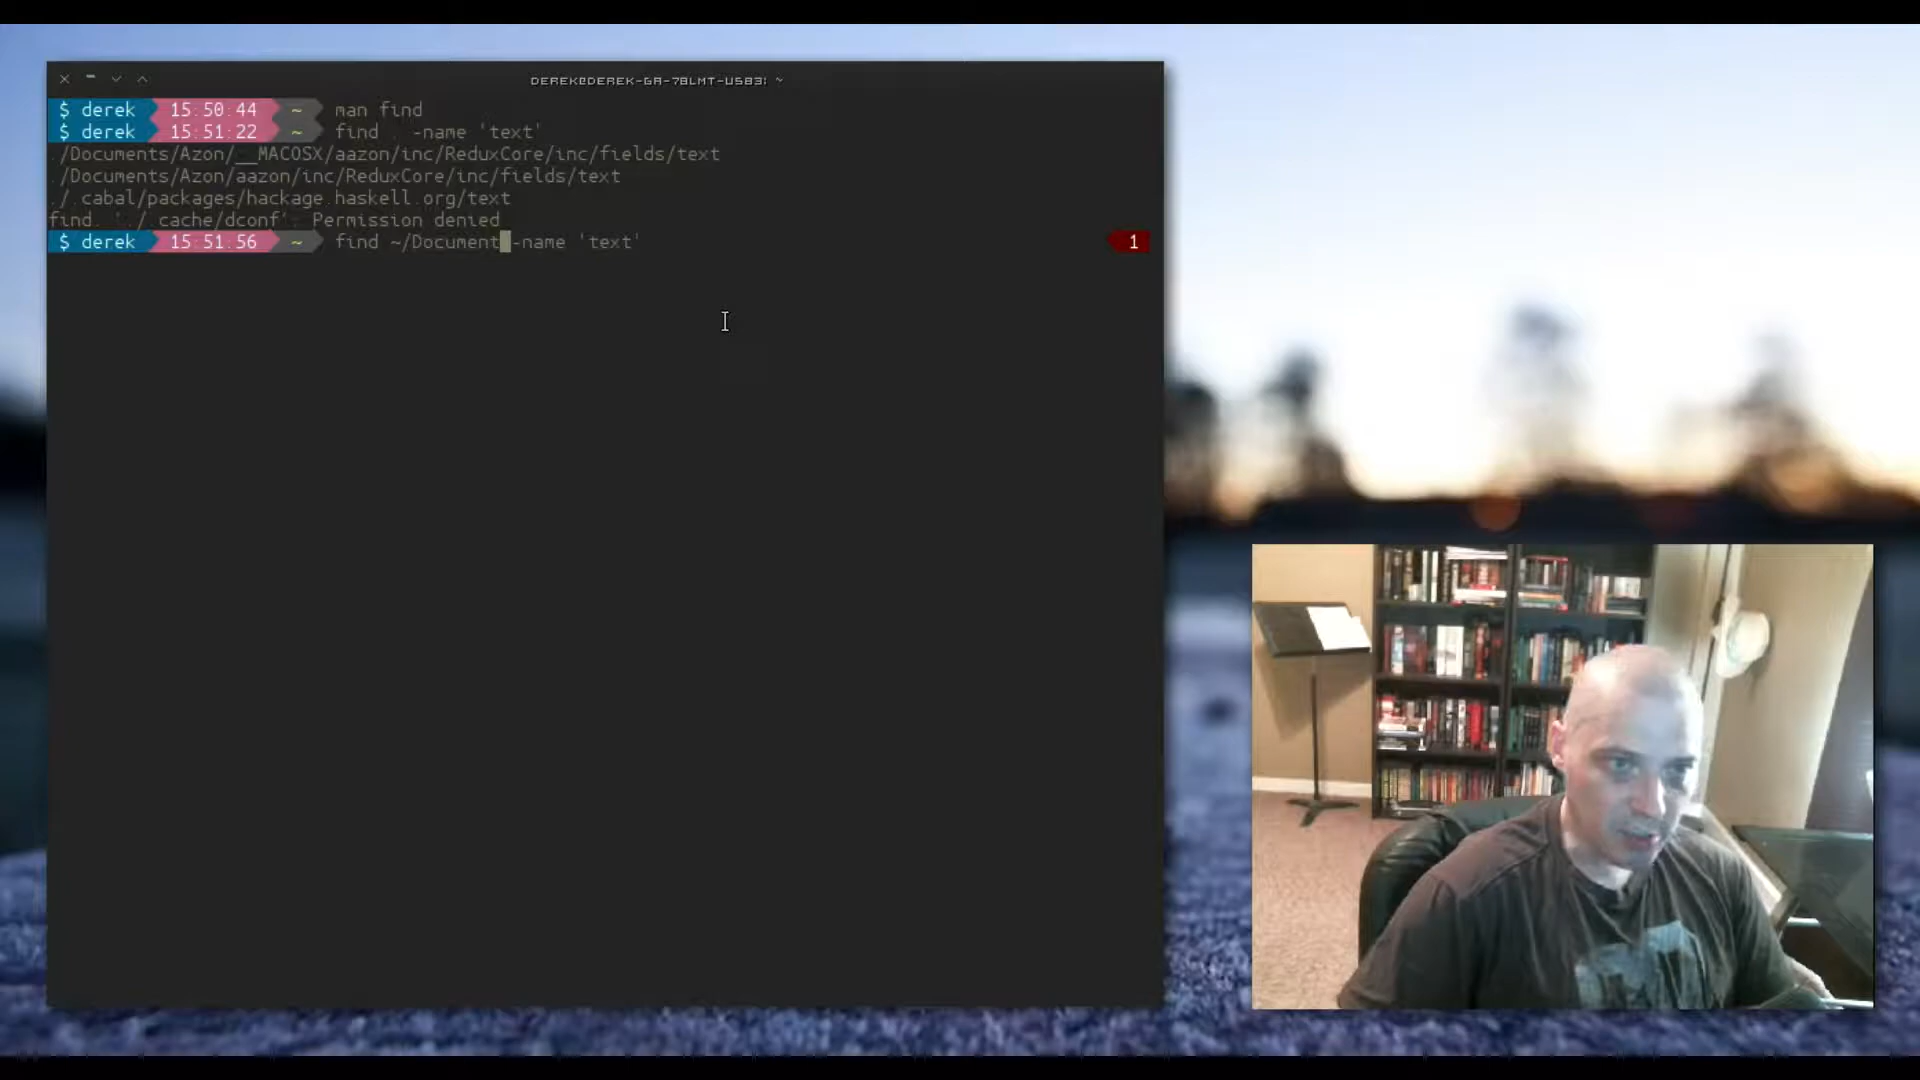 DEREK@DEREK-GA-78LMT-USB3: ~
$ derek 15:50:44 ~ man find
$ derek 15:51:22 ~ find . -name 'text'
./Documents/Azon/__MACOSX/aazon/inc/ReduxCore/inc/fields/text
./Documents/Azon/aazon/inc/ReduxCore/inc/fields/text
./.cabal/packages/hackage.haskell.org/text
find: './.cache/dconf': Permission denied
$ derek 15:51:56 ~ find ~/Document -name 'text' 1